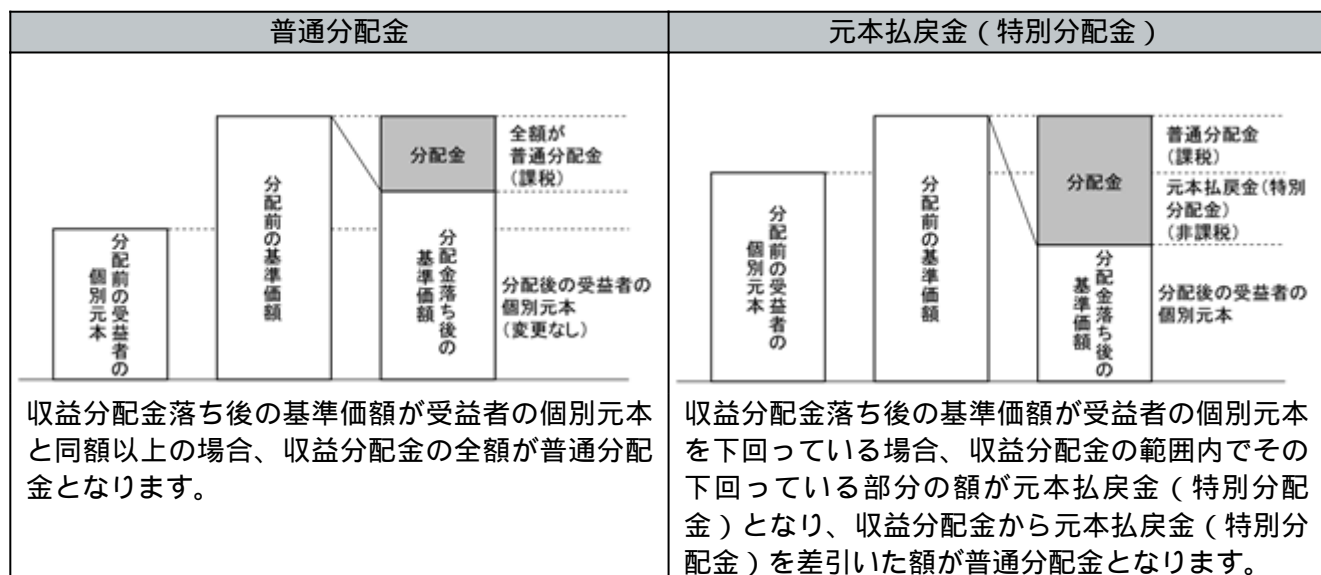 普通分配金
分配前の受益者の
個別元本
分配前の基準価額
分配金
分配金落ち後の
基準価額
全額が
普通分配金
(課税)
分配後の受益者の
個別元本
(変更なし)
収益分配金落ち後の基準価額が受益者の個別元本
と同額以上の場合、収益分配金の全額が普通分配
金となります。
元本払戻金(特別分配金)
分配前の受益者の
個別元本
分配前の基準価額
分配金
分配金落ち後の
基準価額
普通分配金
(課税)
元本払戻金(特別
分配金)
(非課税)
分配後の受益者の
個別元本
収益分配金落ち後の基準価額が受益者の個別元本
を下回っている場合、収益分配金の範囲内でその
下回っている部分の額が元本払戻金(特別分配
金)となり、収益分配金から元本払戻金(特別分
配金)を差引いた額が普通分配金となります。